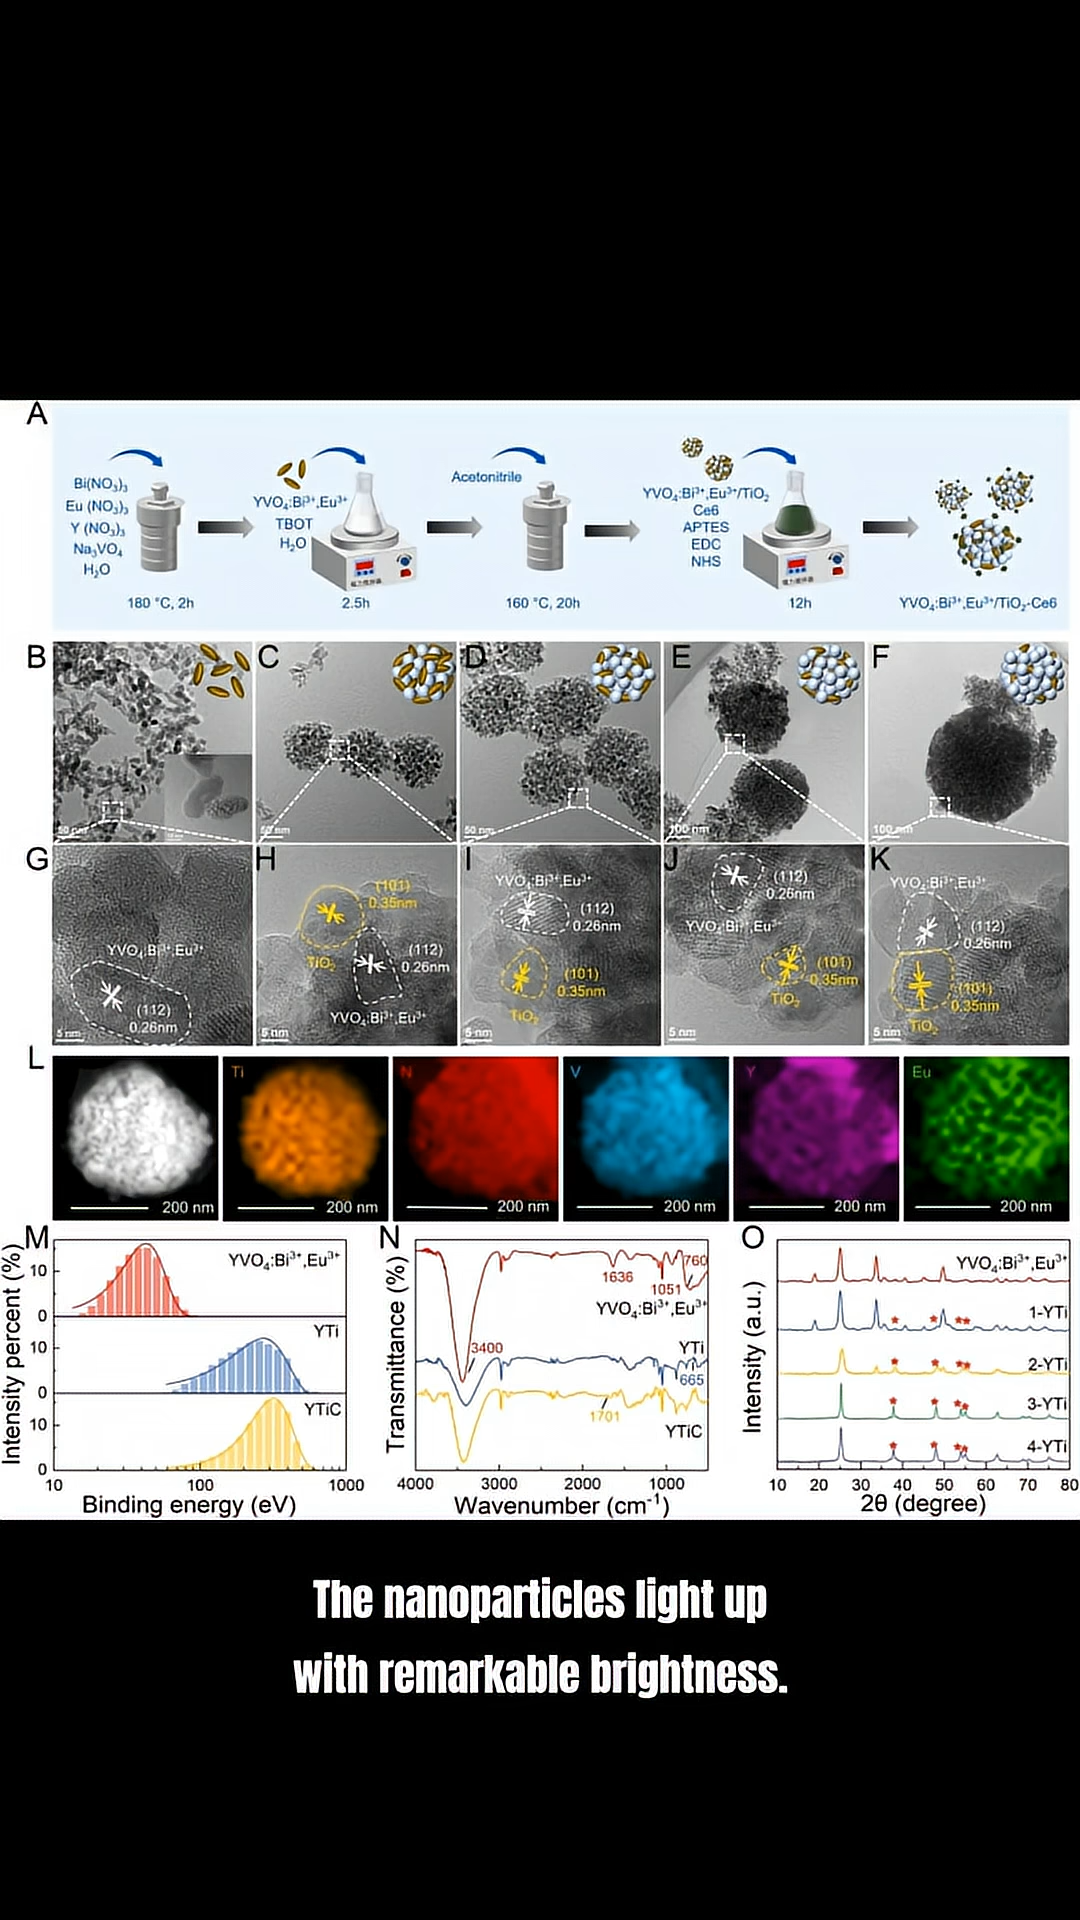 A
Bi(NO₃)₃
Eu (NO₃)₃
Y (NO₃)₃
Na₃VO₄
H₂O
180 °C, 2h
YVO₄:Bi³⁺,Eu³⁺
TBOT
H₂O
2.5h
Acetonitrile
160 °C, 20h
YVO₄:Bi³⁺,Eu³⁺/TiO₂
Ce6
APTES
EDC
NHS
12h
YVO₄:Bi³⁺,Eu³⁺/TiO₂-Ce6
B
50 nm
C
50 nm
D
50 nm
E
100 nm
F
100 nm
G
YVO₄:Bi³⁺,Eu³⁺
(112)
0.26nm
5 nm
H
(101)
0.35nm
TiO₂
(112)
0.26nm
YVO₄:Bi³⁺,Eu³⁺
5 nm
I
YVO₄:Bi³⁺,Eu³⁺
(112)
0.26nm
(101)
0.35nm
TiO₂
5 nm
J
(112)
0.26nm
YVO₄:Bi³⁺,Eu³⁺
(101)
0.35nm
TiO₂
5 nm
K
YVO₄:Bi³⁺,Eu³⁺
(112)
0.26nm
(101)
0.35nm
TiO₂
5 nm
L
200 nm
Ti
200 nm
N
200 nm
V
200 nm
Y
200 nm
Eu
200 nm
M
Intensity percent (%)
YVO₄:Bi³⁺,Eu³⁺
10
0
YTi
10
0
YTiC
10
0
10 100 1000
Binding energy (eV)
N
Transmittance (%)
760
1636
1051
YVO₄:Bi³⁺,Eu³⁺
3400
YTi
665
1701
YTiC
4000 3000 2000 1000
Wavenumber (cm⁻¹)
O
Intensity (a.u.)
YVO₄:Bi³⁺,Eu³⁺
1-YTi
2-YTi
3-YTi
4-YTi
10 20 30 40 50 60 70 80
2θ (degree)
The nanoparticles light up
with remarkable brightness.